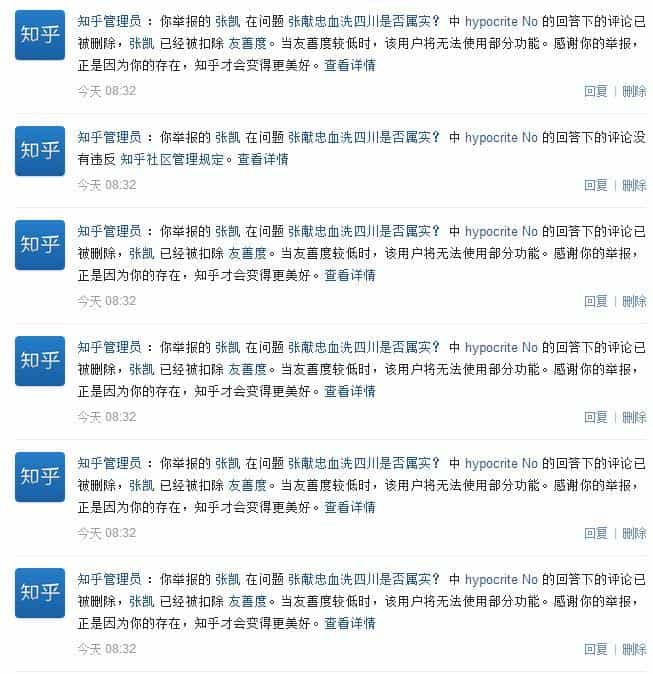 知乎
知乎管理员 ：你举报的 张凯 在问题 张献忠血洗四川是否属实？ 中 hypocrite No 的回答下的评论已
被删除，张凯 已经被扣除 友善度。当友善度较低时，该用户将无法使用部分功能。感谢你的举报，
正是因为你的存在，知乎才会变得更美好。查看详情
今天 08:32 回复 | 删除
知乎
知乎管理员 ：你举报的 张凯 在问题 张献忠血洗四川是否属实？ 中 hypocrite No 的回答下的评论没
有违反 知乎社区管理规定。查看详情
今天 08:32 回复 | 删除
知乎
知乎管理员 ：你举报的 张凯 在问题 张献忠血洗四川是否属实？ 中 hypocrite No 的回答下的评论已
被删除，张凯 已经被扣除 友善度。当友善度较低时，该用户将无法使用部分功能。感谢你的举报，
正是因为你的存在，知乎才会变得更美好。查看详情
今天 08:32 回复 | 删除
知乎
知乎管理员 ：你举报的 张凯 在问题 张献忠血洗四川是否属实？ 中 hypocrite No 的回答下的评论已
被删除，张凯 已经被扣除 友善度。当友善度较低时，该用户将无法使用部分功能。感谢你的举报，
正是因为你的存在，知乎才会变得更美好。查看详情
今天 08:32 回复 | 删除
知乎
知乎管理员 ：你举报的 张凯 在问题 张献忠血洗四川是否属实？ 中 hypocrite No 的回答下的评论已
被删除，张凯 已经被扣除 友善度。当友善度较低时，该用户将无法使用部分功能。感谢你的举报，
正是因为你的存在，知乎才会变得更美好。查看详情
今天 08:32 回复 | 删除
知乎
知乎管理员 ：你举报的 张凯 在问题 张献忠血洗四川是否属实？ 中 hypocrite No 的回答下的评论已
被删除，张凯 已经被扣除 友善度。当友善度较低时，该用户将无法使用部分功能。感谢你的举报，
正是因为你的存在，知乎才会变得更美好。查看详情
今天 08:32 回复 | 删除